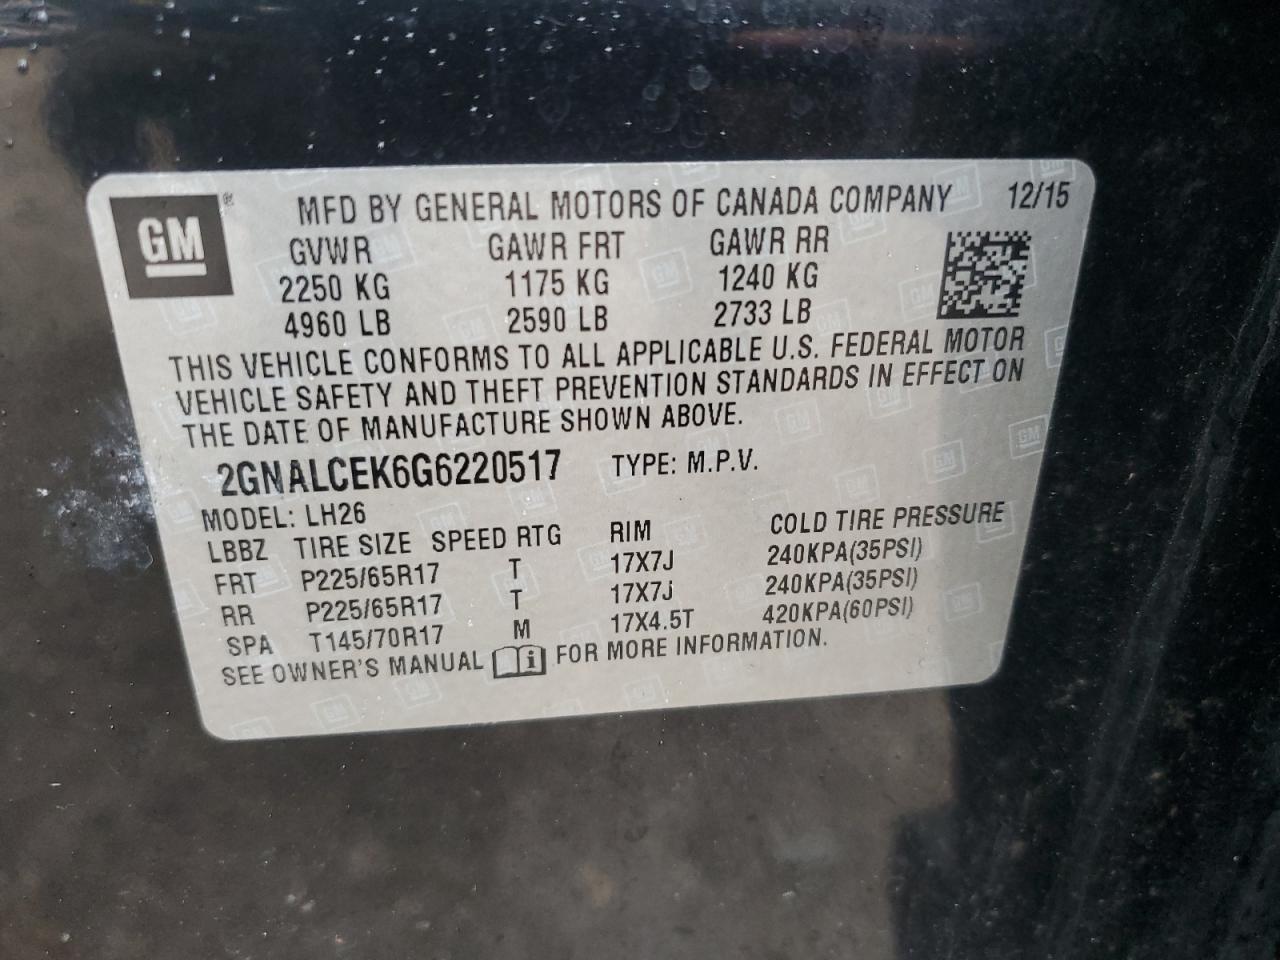 GM® MFD BY GENERAL MOTORS OF CANADA COMPANY 12/15
GVWR GAWR FRT GAWR RR
2250 KG 1175 KG 1240 KG
4960 LB 2590 LB 2733 LB
THIS VEHICLE CONFORMS TO ALL APPLICABLE U.S. FEDERAL MOTOR
VEHICLE SAFETY AND THEFT PREVENTION STANDARDS IN EFFECT ON
THE DATE OF MANUFACTURE SHOWN ABOVE.
2GNALCEK6G6220517 TYPE: M.P.V.
MODEL: LH26
LBBZ TIRE SIZE SPEED RTG RIM COLD TIRE PRESSURE
FRT P225/65R17 T 17X7J 240KPA(35PSI)
RR P225/65R17 T 17X7J 240KPA(35PSI)
SPA T145/70R17 M 17X4.5T 420KPA(60PSI)
SEE OWNER'S MANUAL i FOR MORE INFORMATION.